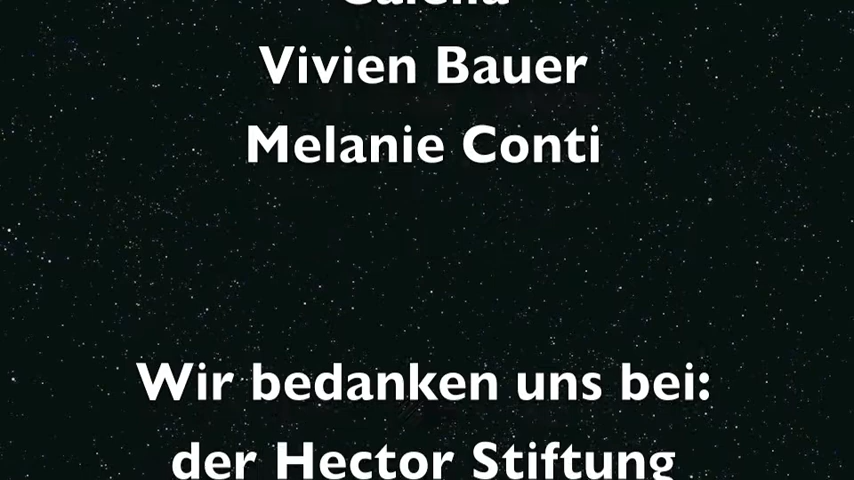 Vivien Bauer
Melanie Conti
Wir bedanken uns bei:
der Hector Stiftung